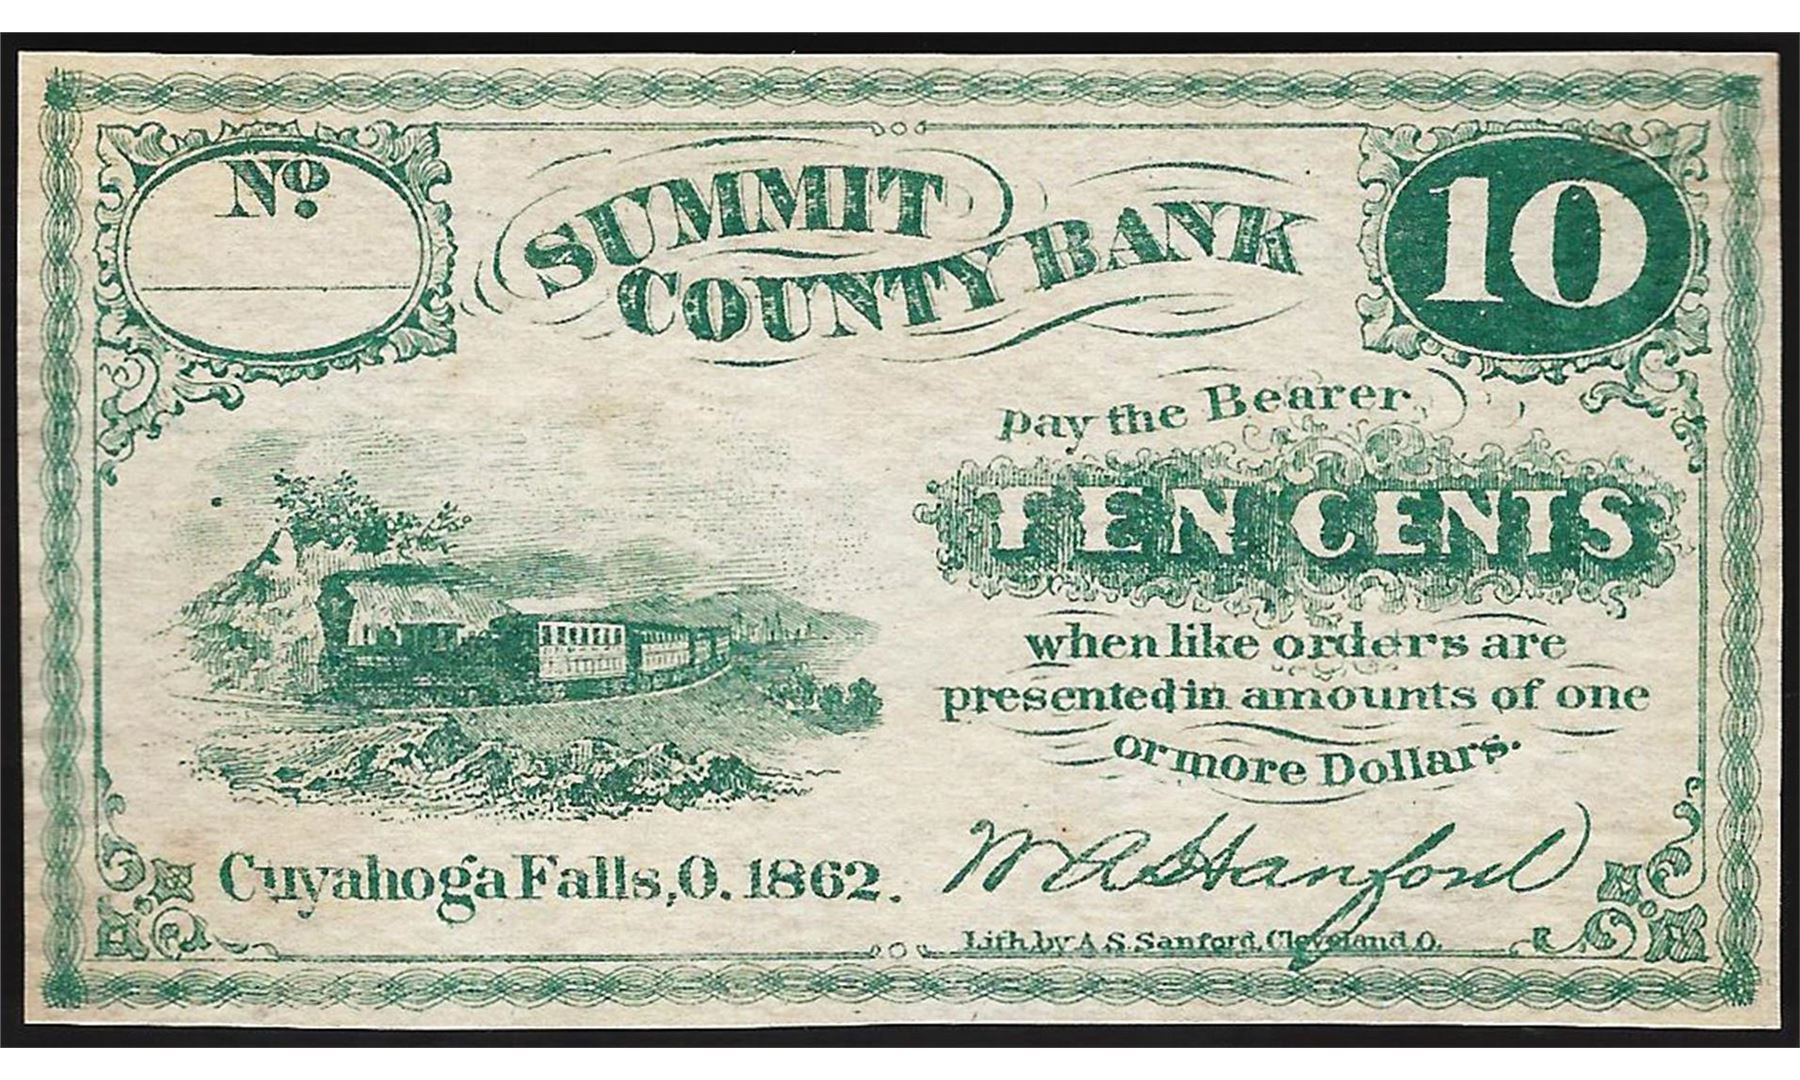 No.
SUMMIT
COUNTY BANK
10
pay the Bearer
TEN CENTS
when like orders are
presented in amounts of one
or more Dollars.
Cuyahoga Falls, O. 1862.
W A Hanford
Lith. by A. S. Sanford, Cleveland, O.